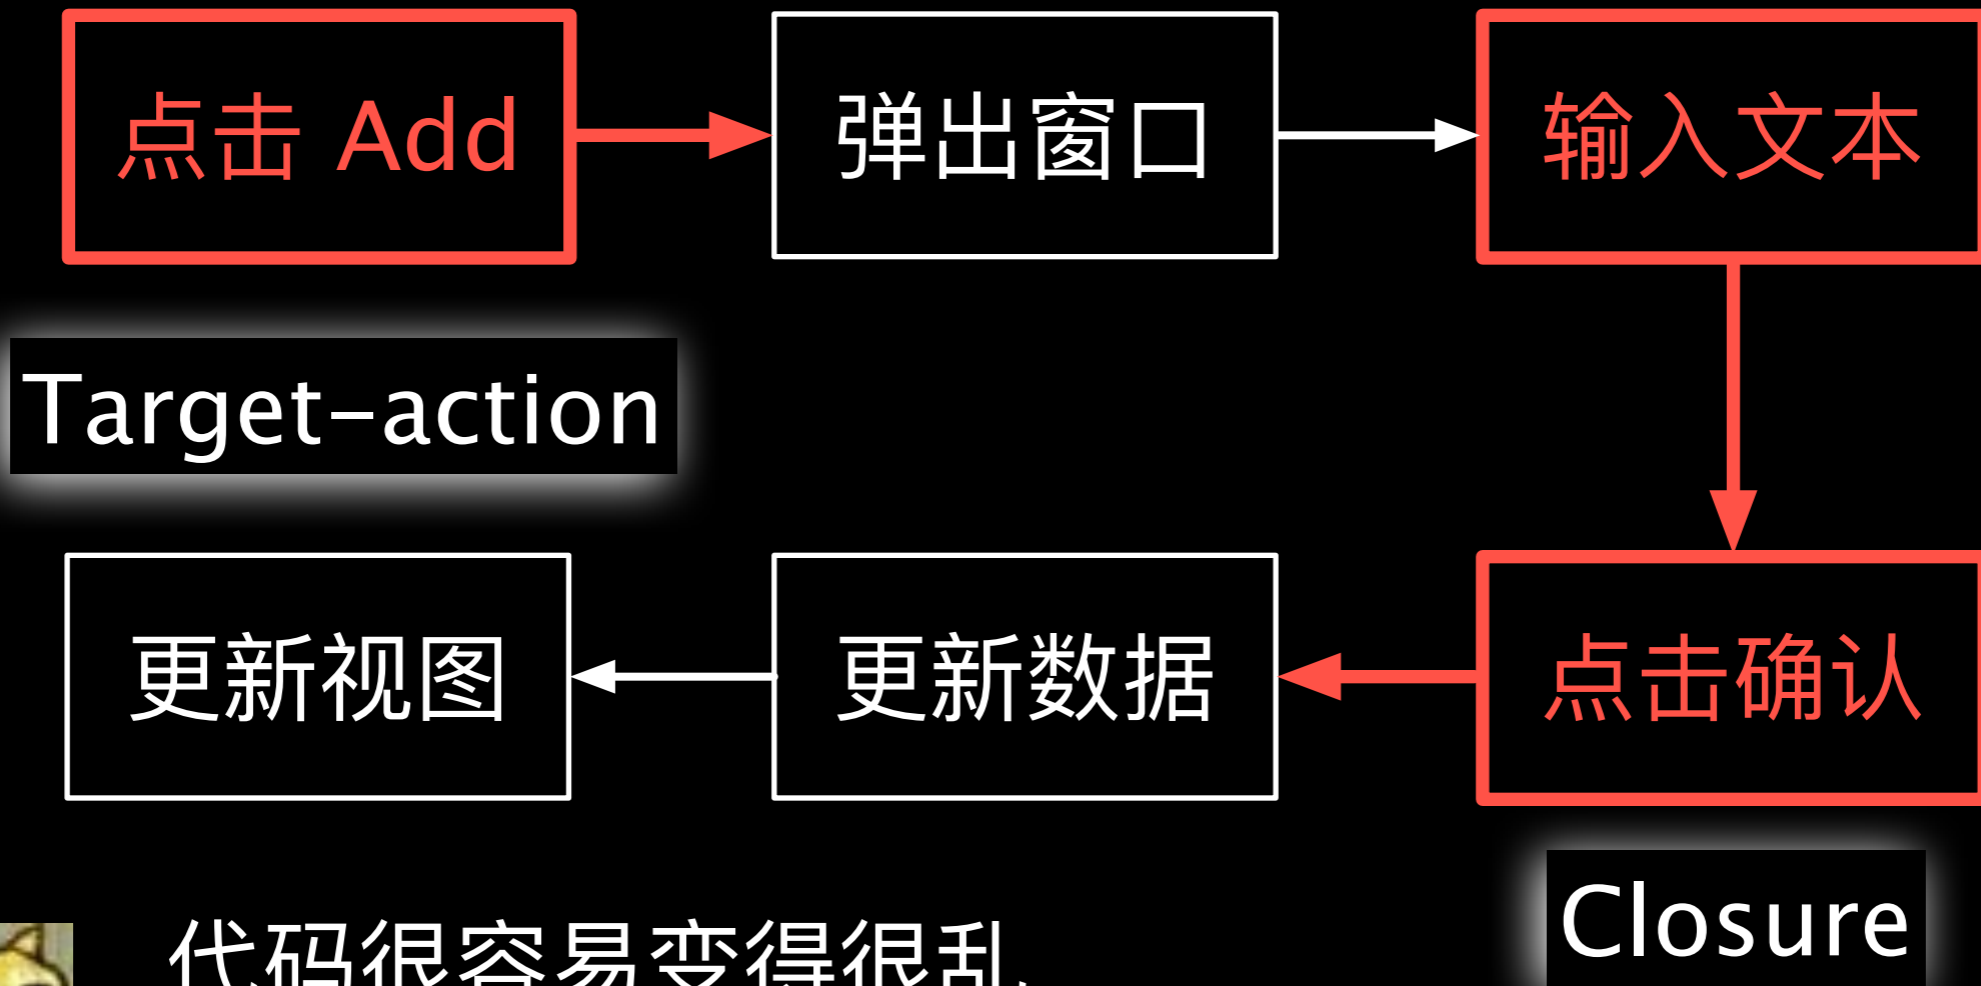 点击 Add
弹出窗口
输入文本
Target-action
更新视图
更新数据
点击确认
Closure
代码很容易变得很乱